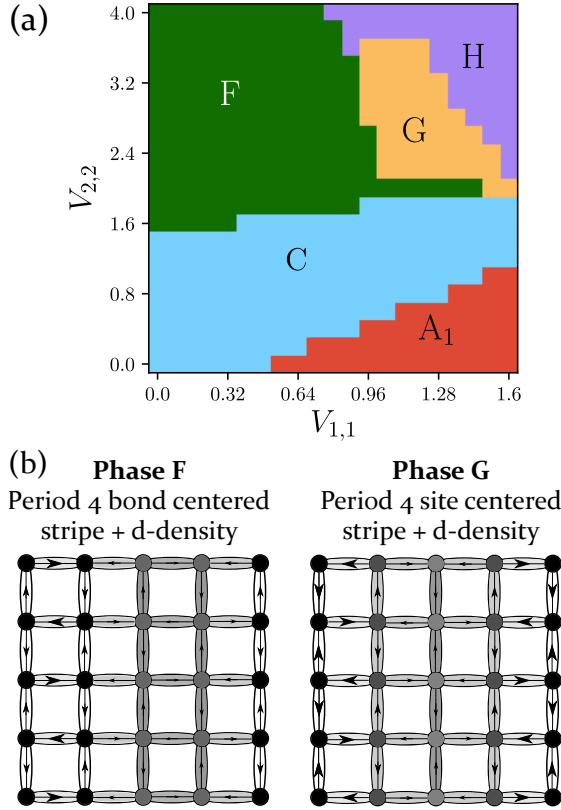 (a)
4.0
3.2
2.4
1.6
0.8
0.0
V2,2
F
H
G
C
A1
0.0 0.32 0.64 0.96 1.28 1.6
V1,1
(b)
Phase F
Period 4 bond centered
stripe + d-density
Phase G
Period 4 site centered
stripe + d-density